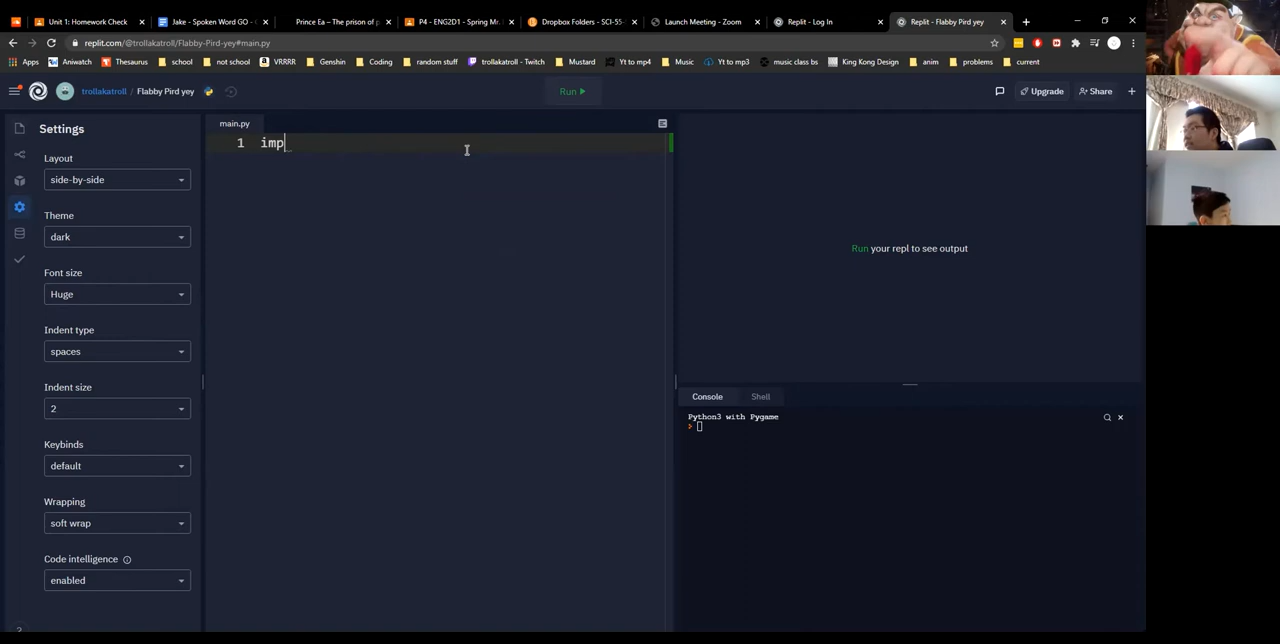 Unit 1: Homework Check
Jake - Spoken Word GO -
Prince Ea – The prison of
P4 - ENG2D1 - Spring Mr.
Dropbox Folders - SCI-55-
Launch Meeting - Zoom
Replit - Log In
Replit - Flabby Pird yey
replit.com/@trollakatroll/Flabby-Pird-yey#main.py
Apps
Aniwatch
Thesaurus
school
not school
VRRRR
Genshin
Coding
random stuff
trollakatroll - Twitch
Mustard
Yt to mp4
Music
Yt to mp3
music class bs
King Kong Design
anim
problems
current
trollakatroll / Flabby Pird yey
Run
Upgrade
Share
Settings
Layout
side-by-side
Theme
dark
Font size
Huge
Indent type
spaces
Indent size
2
Keybinds
default
Wrapping
soft wrap
Code intelligence
enabled
main.py
1 imp
Run your repl to see output
Console
Shell
Python3 with Pygame
>